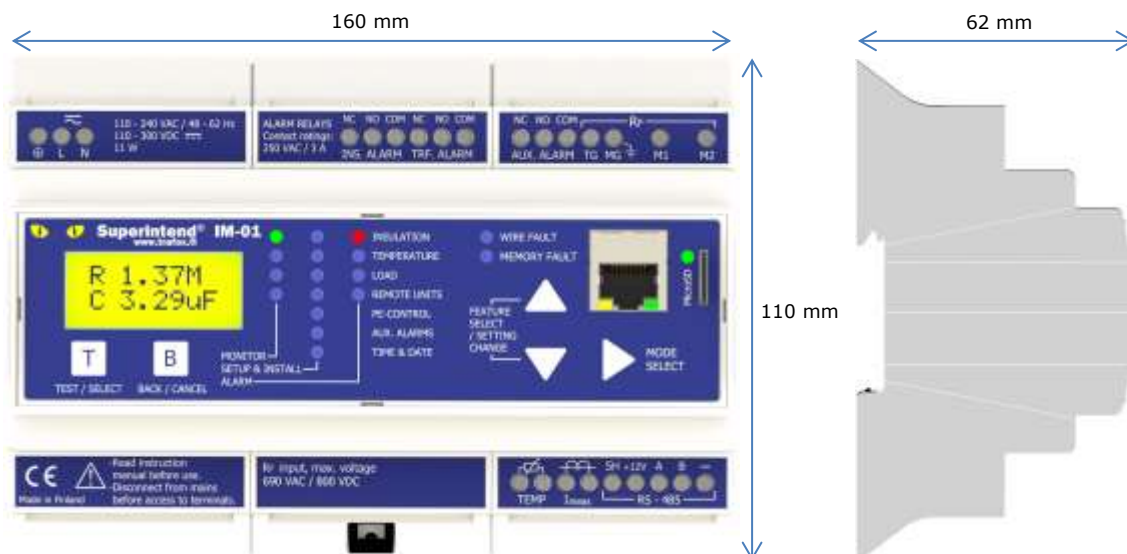 160 mm
62 mm
110 mm
110 - 240 VAC / 48 - 62 Hz
110 - 300 VDC
11 W
L N
ALARM RELAYS
Contact ratings:
250 VAC / 3 A
NC NO COM NC NO COM
INS. ALARM TRF. ALARM
NC NO COM RF
AUX. ALARM TG MG M1 M2
Superintend® IM-01
www.trafox.fi
R 1.37M
C 3.29uF
T
TEST / SELECT
B
BACK / CANCEL
INSULATION
TEMPERATURE
LOAD
REMOTE UNITS
PE-CONTROL
AUX. ALARMS
TIME & DATE
MONITOR
SETUP & INSTALL
ALARM
WIRE FAULT
MEMORY FAULT
FEATURE
SELECT
/ SETTING
CHANGE
MODE
SELECT
MicroSD
CE
Made in Finland
Read instruction
manual before use.
Disconnect from mains
before access to terminals.
RF input, max. voltage
690 VAC / 800 VDC
SH +12V A B —
TEMP RS - 485